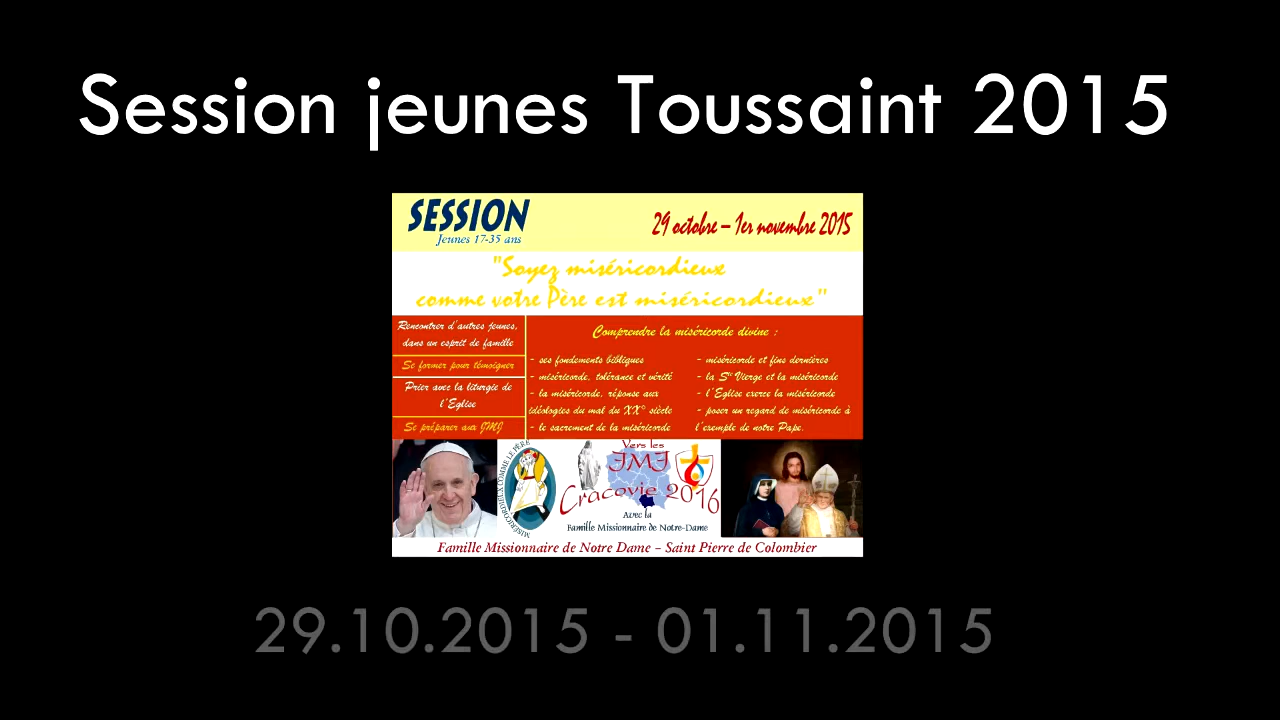 Session jeunes Toussaint 2015
SESSION
Jeunes 17-35 ans
29 octobre – 1er novembre 2015
"Soyez miséricordieux
comme votre Père est miséricordieux"
Rencontrer d'autres jeunes,
dans un esprit de famille
Se former pour témoigner
Prier avec la liturgie de
l'Eglise
Se préparer aux JMJ
Comprendre la miséricorde divine :
- ses fondements bibliques
- miséricorde, tolérance et vérité
- la miséricorde, réponse aux
idéologies du mal du XX° siècle
- le sacrement de la miséricorde
- miséricorde et fins dernières
- la Ste Vierge et la miséricorde
- l'Eglise exerce la miséricorde
- poser un regard de miséricorde à
l'exemple de notre Pape.
MISÉRICORDIEUX COMME LE PÈRE
Vers les
JMJ
Cracovie 2016
Avec la
Famille Missionnaire de Notre-Dame
Famille Missionnaire de Notre Dame – Saint Pierre de Colombier
29.10.2015 - 01.11.2015